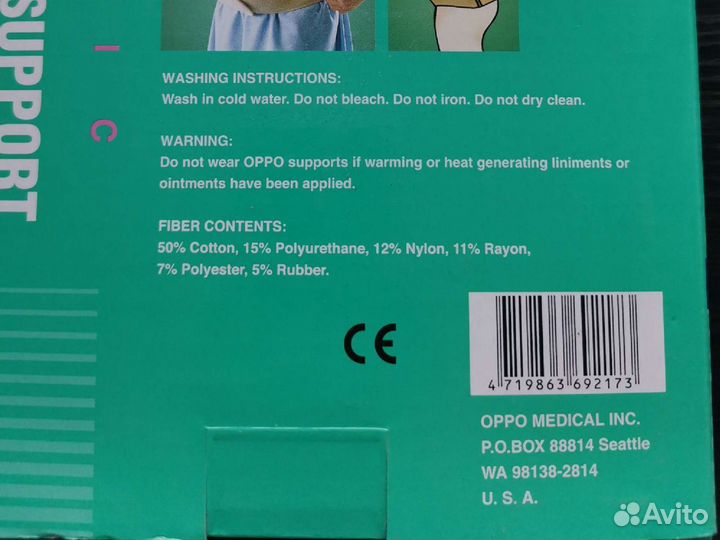 SUPPORT
I
C
WASHING INSTRUCTIONS:
Wash in cold water. Do not bleach. Do not iron. Do not dry clean.
WARNING:
Do not wear OPPO supports if warming or heat generating liniments or
ointments have been applied.
FIBER CONTENTS:
50% Cotton, 15% Polyurethane, 12% Nylon, 11% Rayon,
7% Polyester, 5% Rubber.
CE
4 719863 692173
OPPO MEDICAL INC.
P.O.BOX 88814 Seattle
WA 98138-2814
U. S. A.
Avito